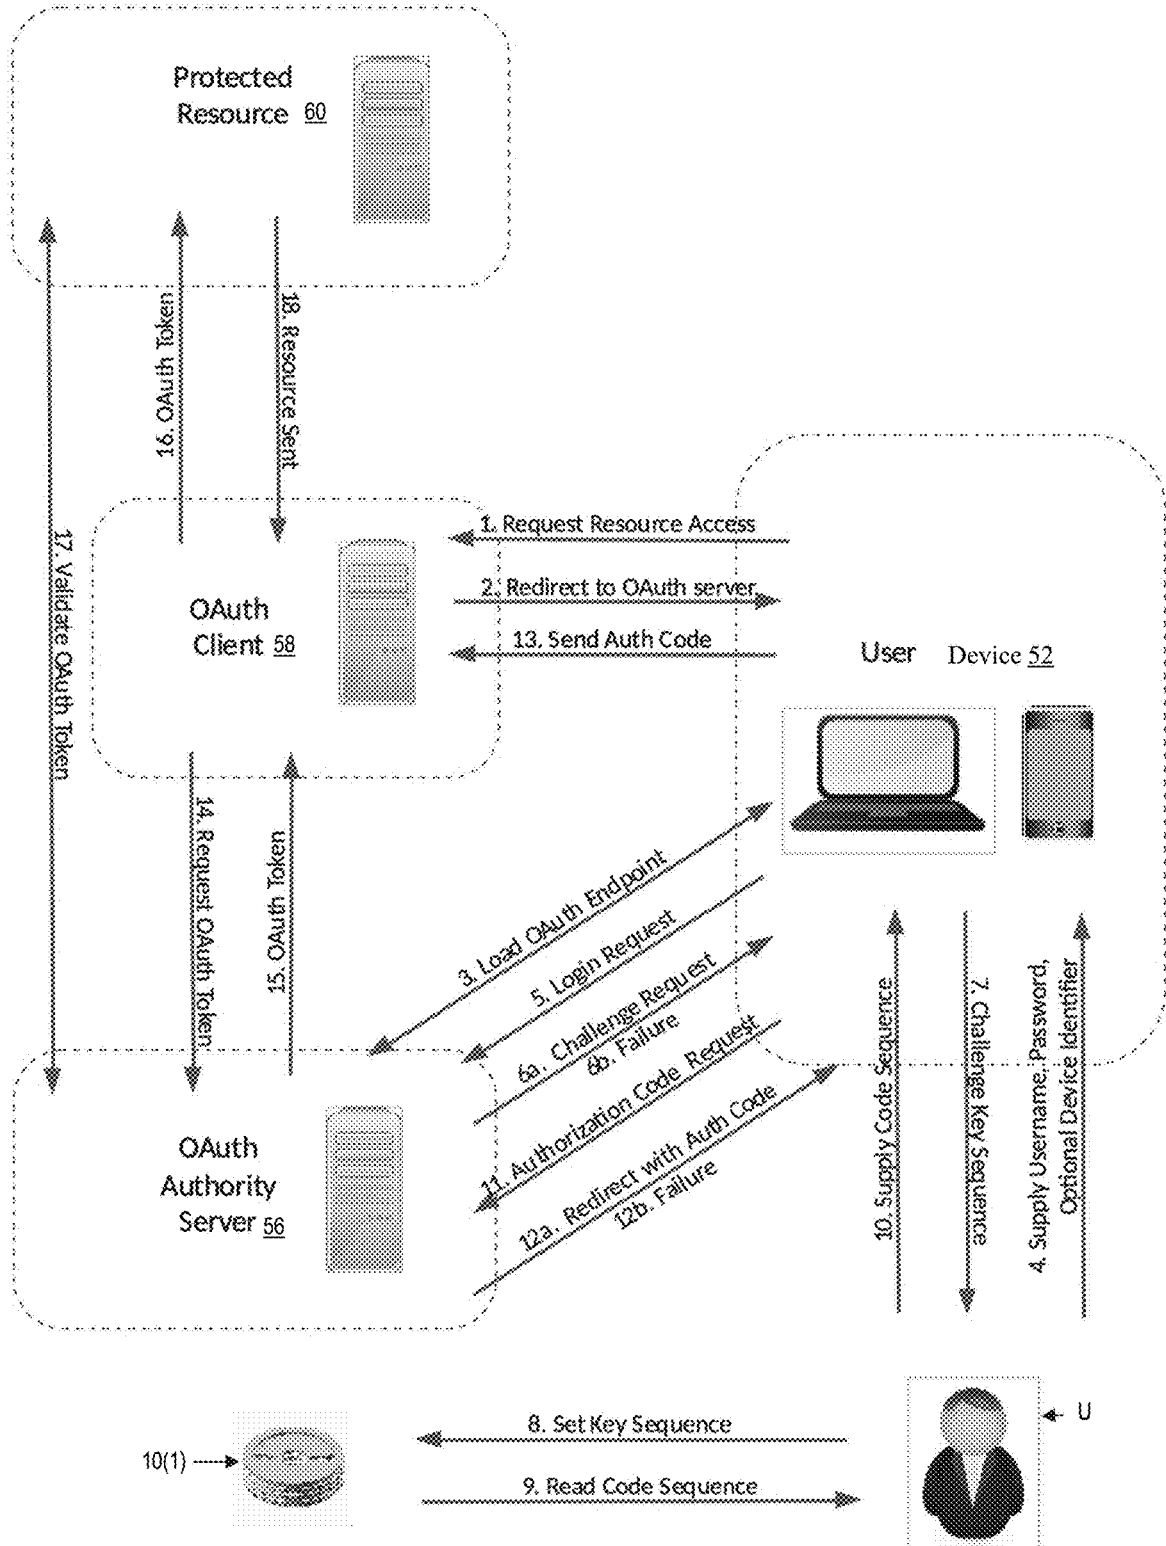 Protected
Resource 60
16. OAuth Token
18. Resource Sent
17. Validate OAuth Token
1. Request Resource Access
2. Redirect to OAuth server
13. Send Auth Code
OAuth
Client 58
User Device 52
14. Request OAuth Token
15. OAuth Token
3. Load OAuth Endpoint
5. Login Request
6a. Challenge Request
6b. Failure
11. Authorization Code Request
12a. Redirect with Auth Code
12b. Failure
OAuth
Authority
Server 56
10. Supply Code Sequence
7. Challenge Key Sequence
4. Supply Username, Password,
Optional Device Identifier
8. Set Key Sequence
9. Read Code Sequence
10(1)
U